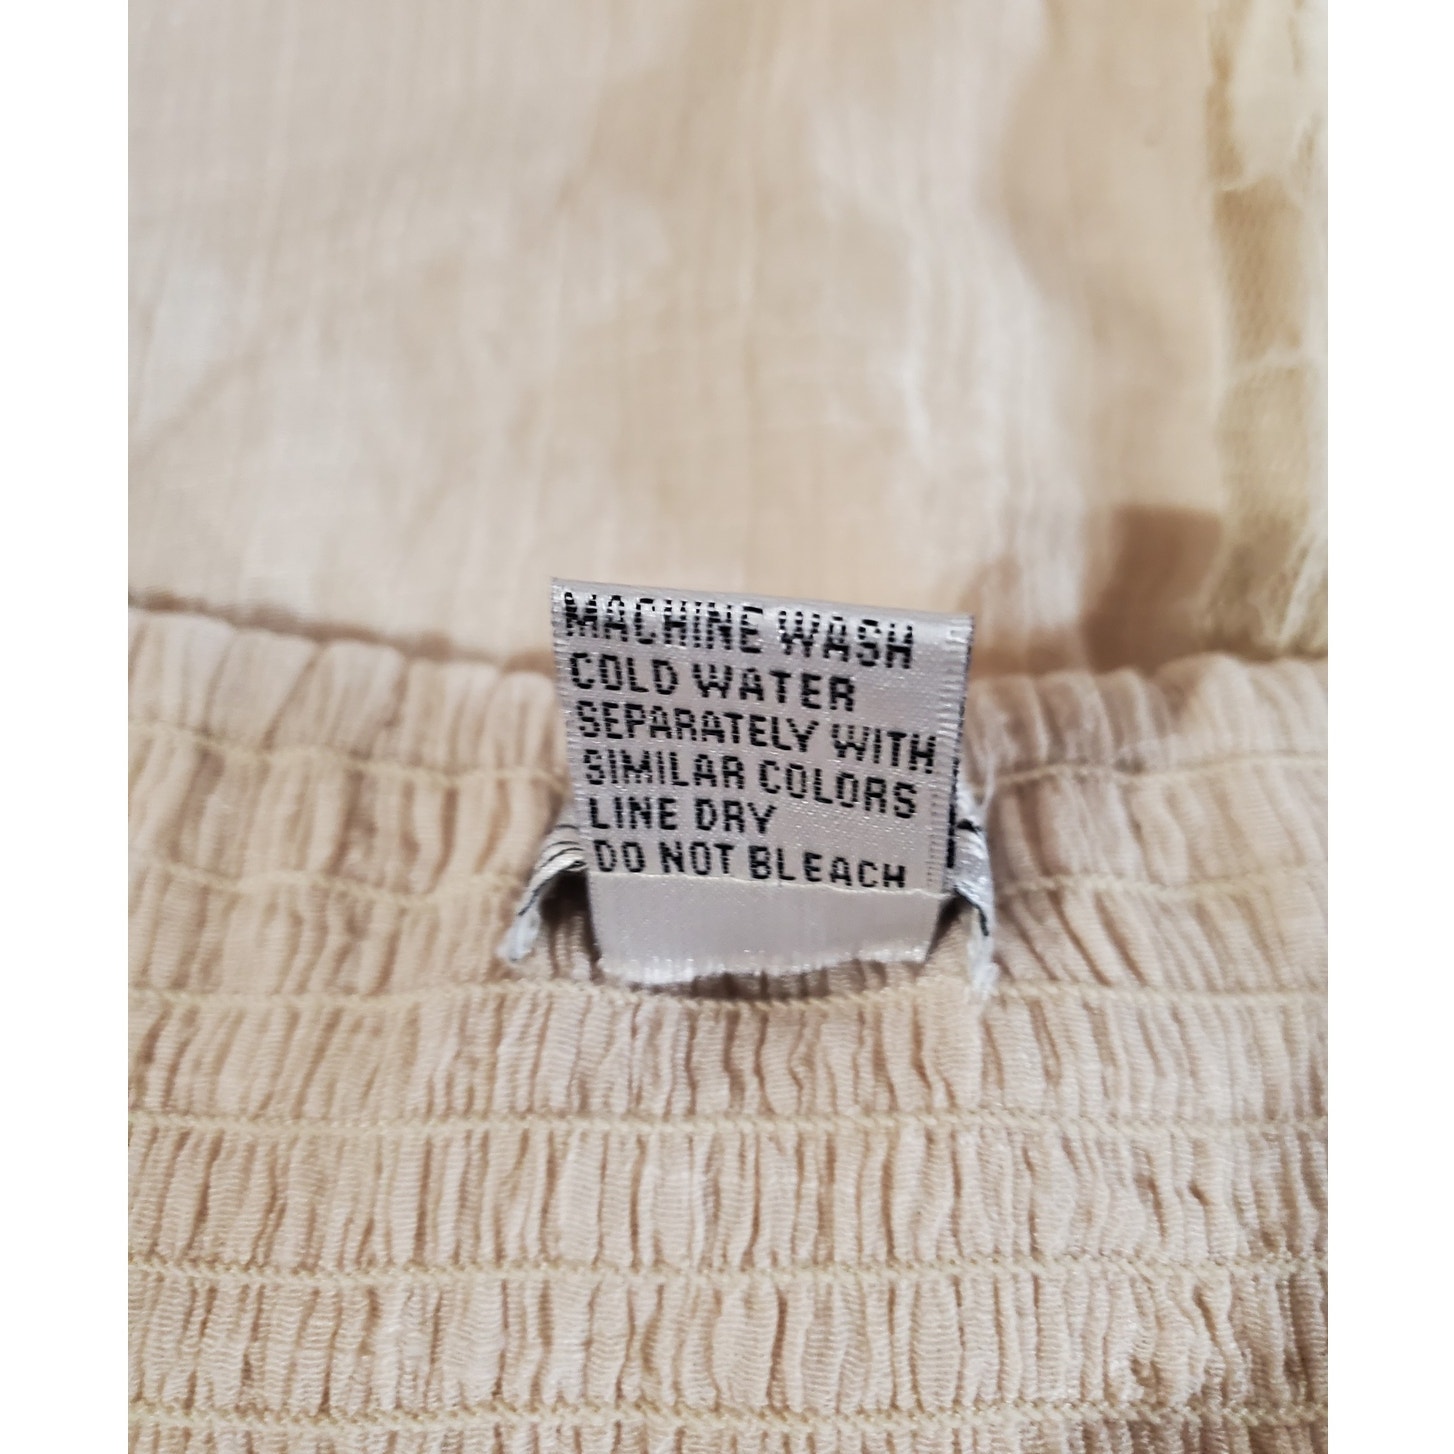 MACHINE WASH
COLD WATER
SEPARATELY WITH
SIMILAR COLORS
LINE DRY
DO NOT BLEACH